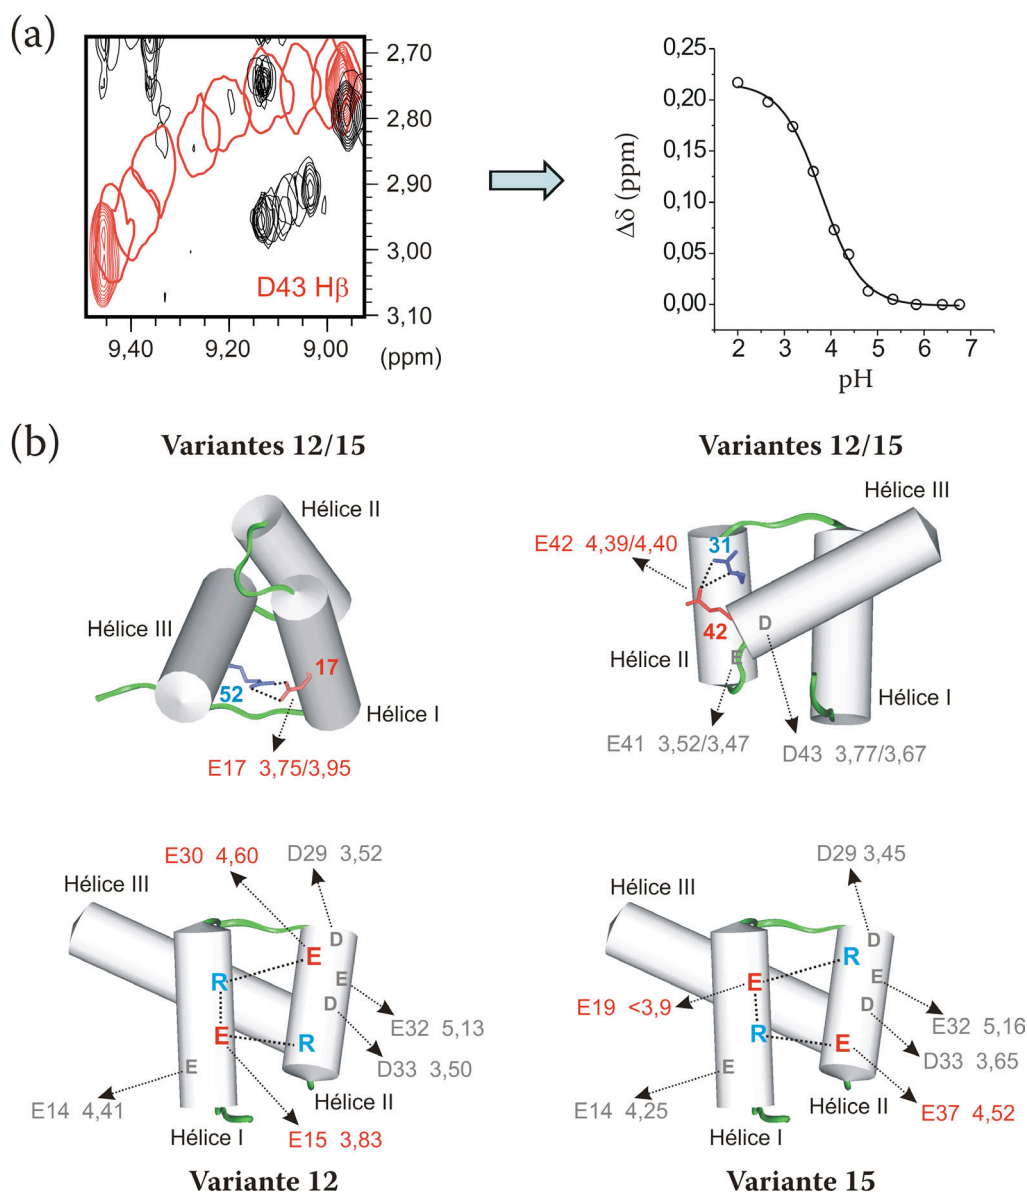 (a)
2,70
2,80
2,90
3,00
3,10
(ppm)
D43 Hβ
9,40
9,20
9,00
0,25
0,20
0,15
0,10
0,05
0,00
Δδ (ppm)
2
3
4
5
6
7
pH
(b)
Variantes 12/15
Hélice II
Hélice III
17
52
Hélice I
E17 3,75/3,95
Variantes 12/15
Hélice III
E42 4,39/4,40
31
42
D
Hélice II
E
Hélice I
E41 3,52/3,47
D43 3,77/3,67
E30 4,60
D29 3,52
Hélice III
D
E
R
E
D
E
R
E32 5,13
E
D33 3,50
E14 4,41
Hélice II
Hélice I
E15 3,83
Variante 12
D29 3,45
Hélice III
D
R
E
E
E19 <3,9
D
R
E
E32 5,16
E
D33 3,65
E14 4,25
Hélice II
E37 4,52
Hélice I
Variante 15